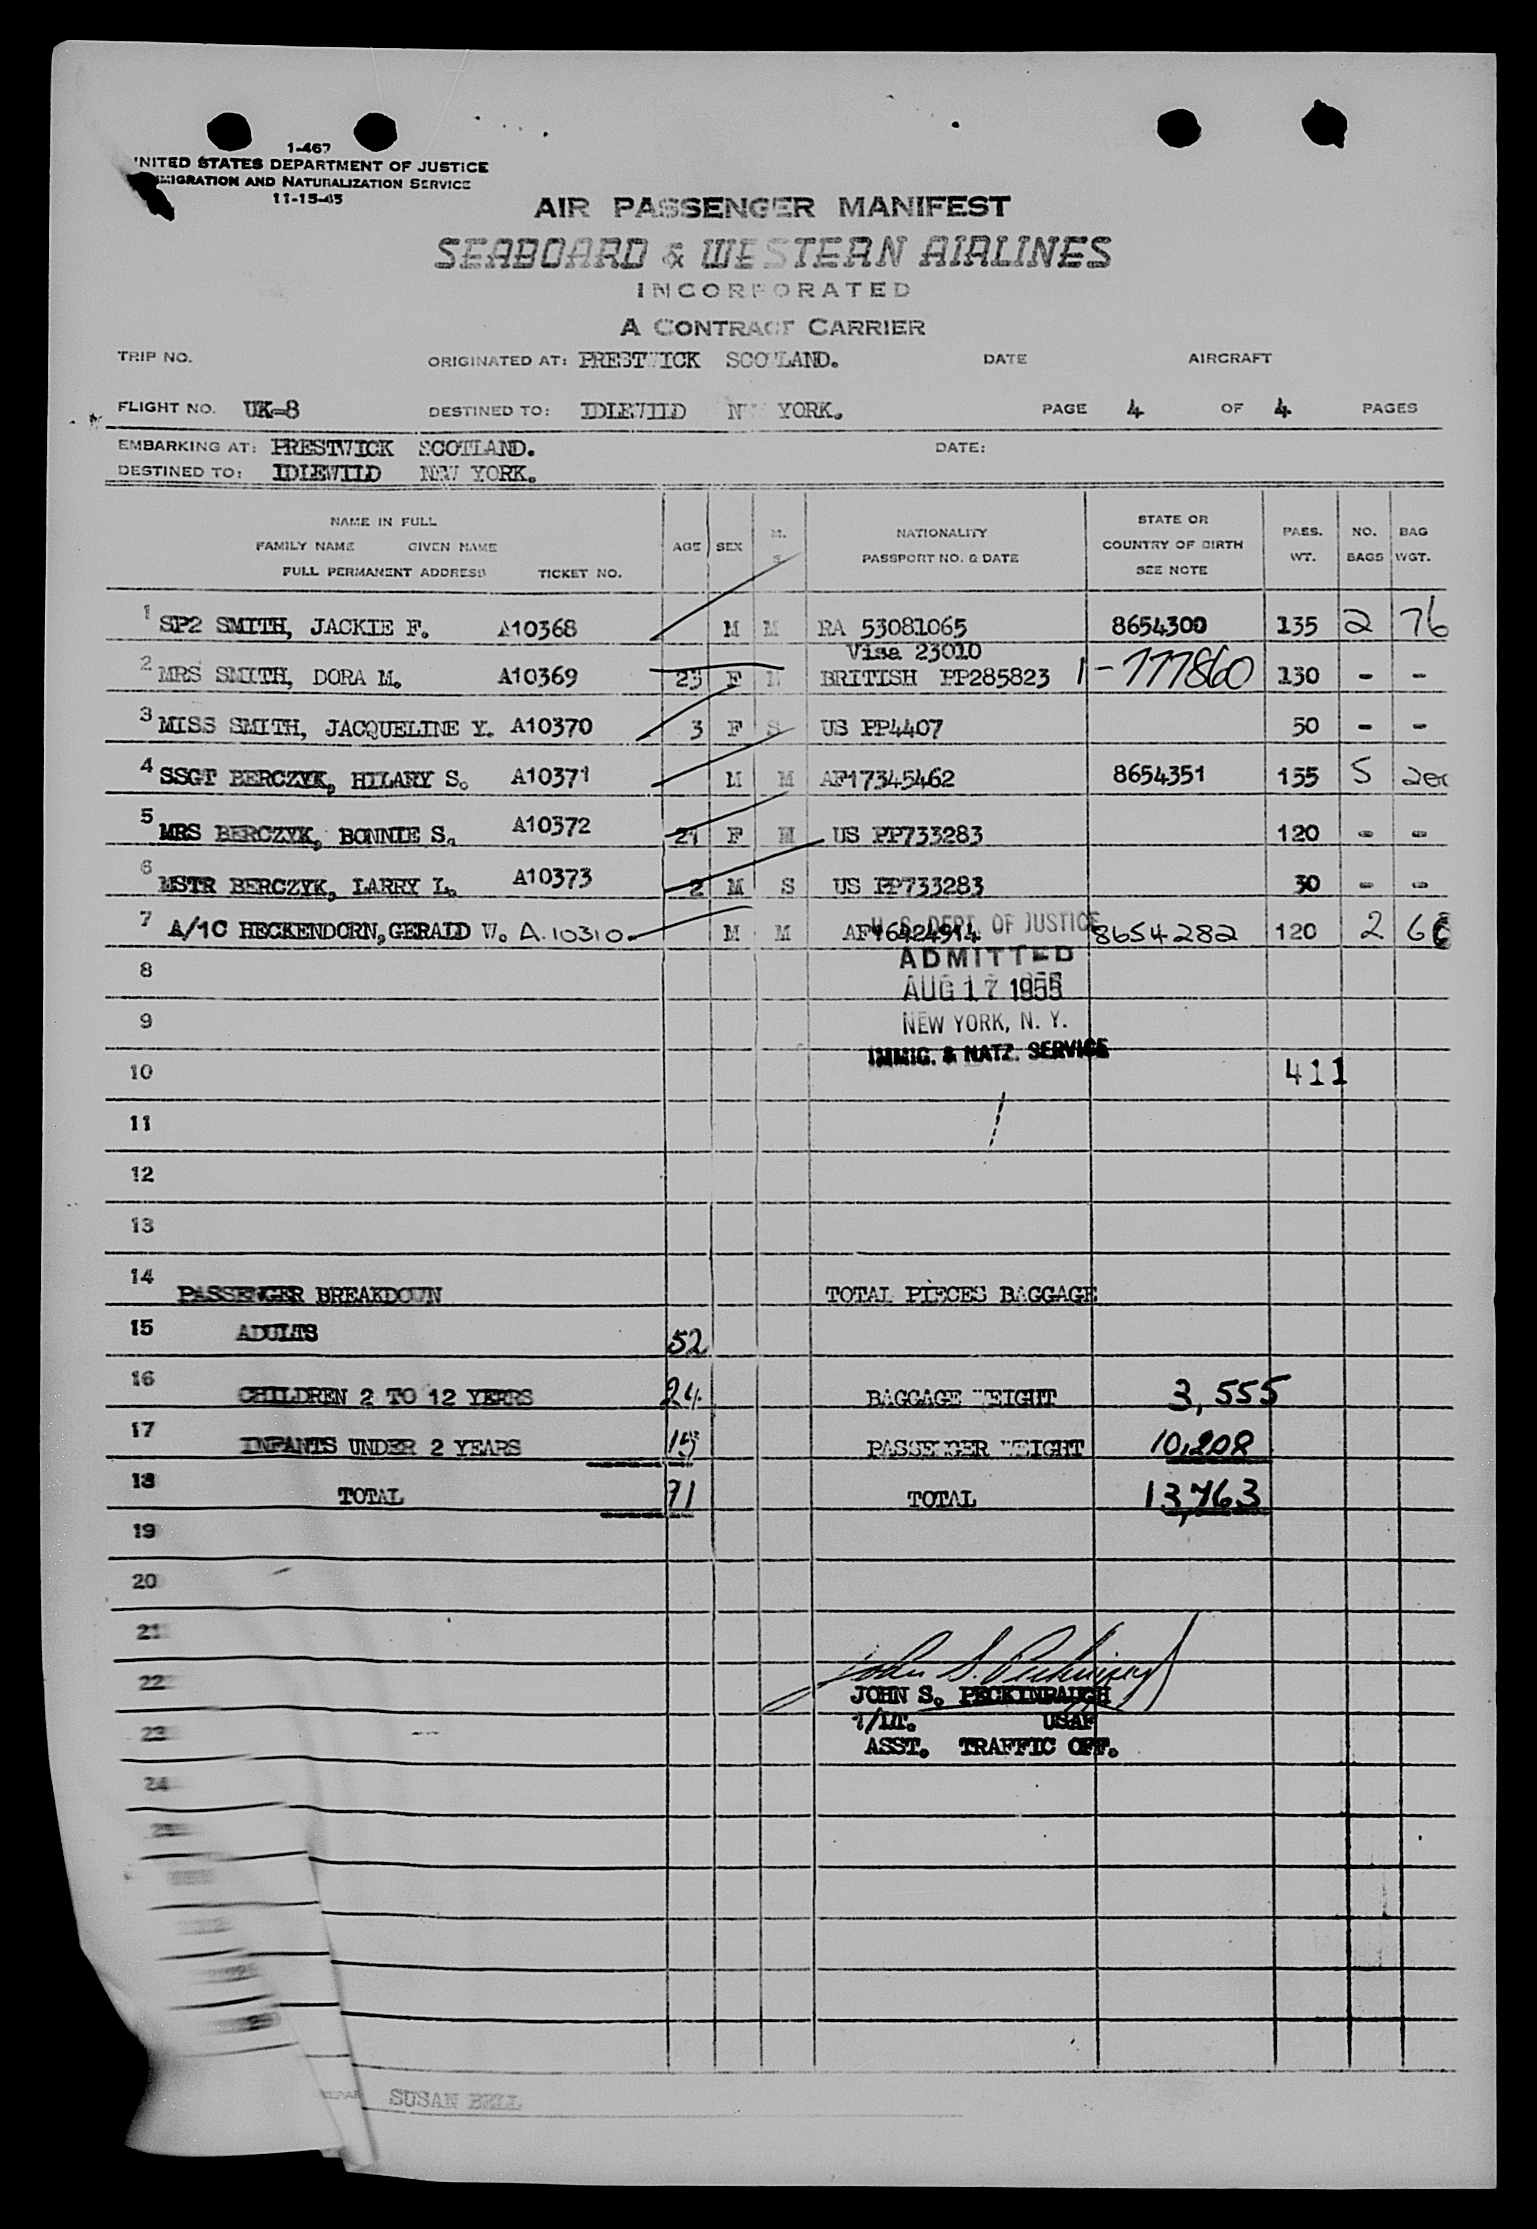 1-467
UNITED STATES DEPARTMENT OF JUSTICE
IMMIGRATION AND NATURALIZATION SERVICE
11-15-45
AIR PASSENGER MANIFEST
SEABOARD & WESTERN AIRLINES
INCORPORATED
A CONTRACT CARRIER
TRIP NO. ORIGINATED AT: PRESTWICK SCOTLAND. DATE AIRCRAFT
FLIGHT NO. UK-8 DESTINED TO: IDLEWILD NEW YORK. PAGE 4 OF 4 PAGES
EMBARKING AT: PRESTWICK SCOTLAND. DATE:
DESTINED TO: IDLEWILD NEW YORK.
NAME IN FULL
FAMILY NAME GIVEN NAME
FULL PERMANENT ADDRESS TICKET NO. AGE SEX M. S. NATIONALITY PASSPORT NO. & DATE STATE OR COUNTRY OF BIRTH SEE NOTE PAES. WT. NO. BAGS BAG WGT.
1 SP2 SMITH, JACKIE F. A10368 M M RA 53081065 8654300 135 2 76
Visa 23010
2 MRS SMITH, DORA M. A10369 23 F M BRITISH PP285823 1-777860 130 - -
3 MISS SMITH, JACQUELINE Y. A10370 3 F S US PP4407 50 - -
4 SSGT BERCZYK, HILARY S. A10371 M M AF17345462 8654351 155 5
5 MRS BERCZYK, BONNIE S. A10372 21 F M US PP733283 120 - -
6 MSTR BERCZYK, LARRY L. A10373 2 M S US PP733283 30 - -
7 A/1C HECKENDORN, GERALD W. A.10310. M M AF16424914 8654282 120 2
U. S. DEPT. OF JUSTICE
ADMITTED
8
AUG 17 1955
9
NEW YORK, N. Y.
IMMIG. & NATZ. SERVICE
10 411
11
12
13
14 PASSENGER BREAKDOWN TOTAL PIECES BAGGAGE
15 ADULTS 52
16 CHILDREN 2 TO 12 YERRS 24 BAGGAGE WEIGHT 3,555
17 INFANTS UNDER 2 YEARS 15 PASSENGER WEIGHT 10,208
18 TOTAL 91 TOTAL 13,763
19
20
21
John S. Peckinpaugh
22 JOHN S. PECKINPAUGH
1/LT. USAF
23 ASST. TRAFFIC OFF.
24
25
SUSAN BELL